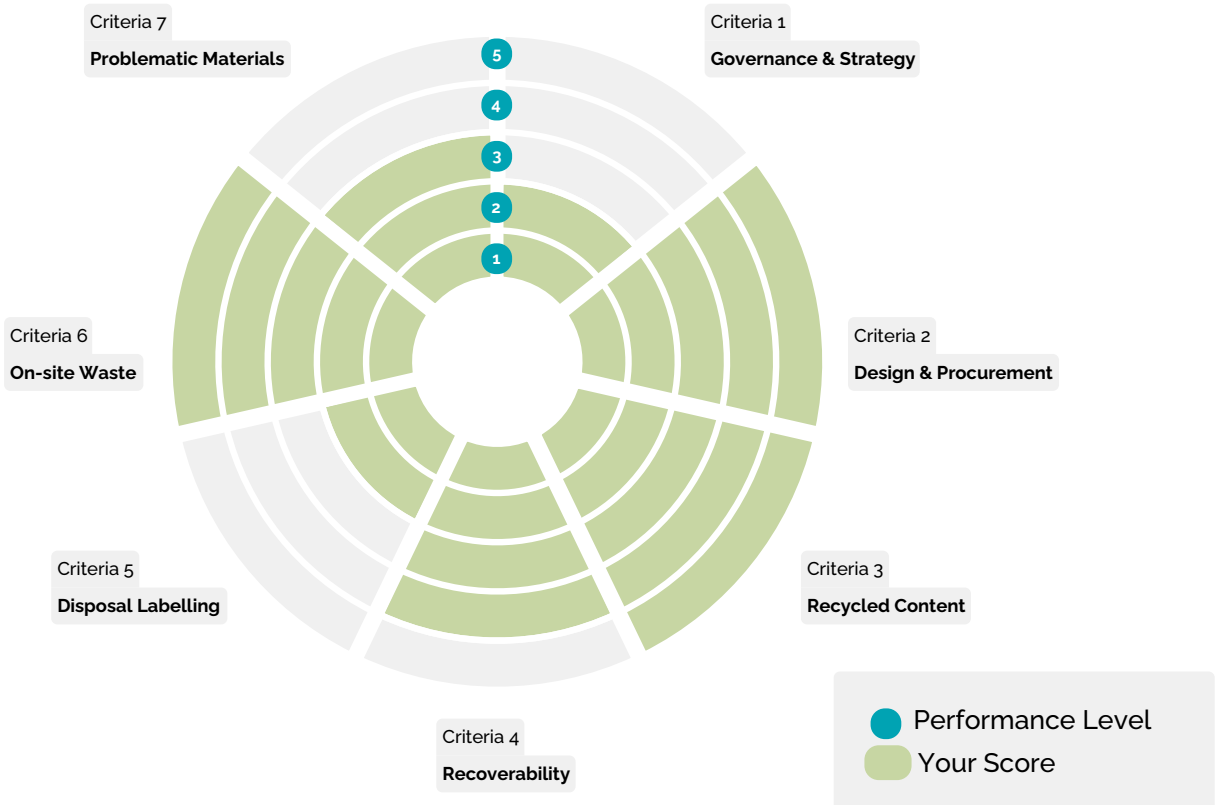 Criteria 7
Problematic Materials
Criteria 1
Governance & Strategy
5
4
3
2
1
Criteria 6
On-site Waste
Criteria 2
Design & Procurement
Criteria 5
Disposal Labelling
Criteria 3
Recycled Content
Criteria 4
Recoverability
Performance Level
Your Score